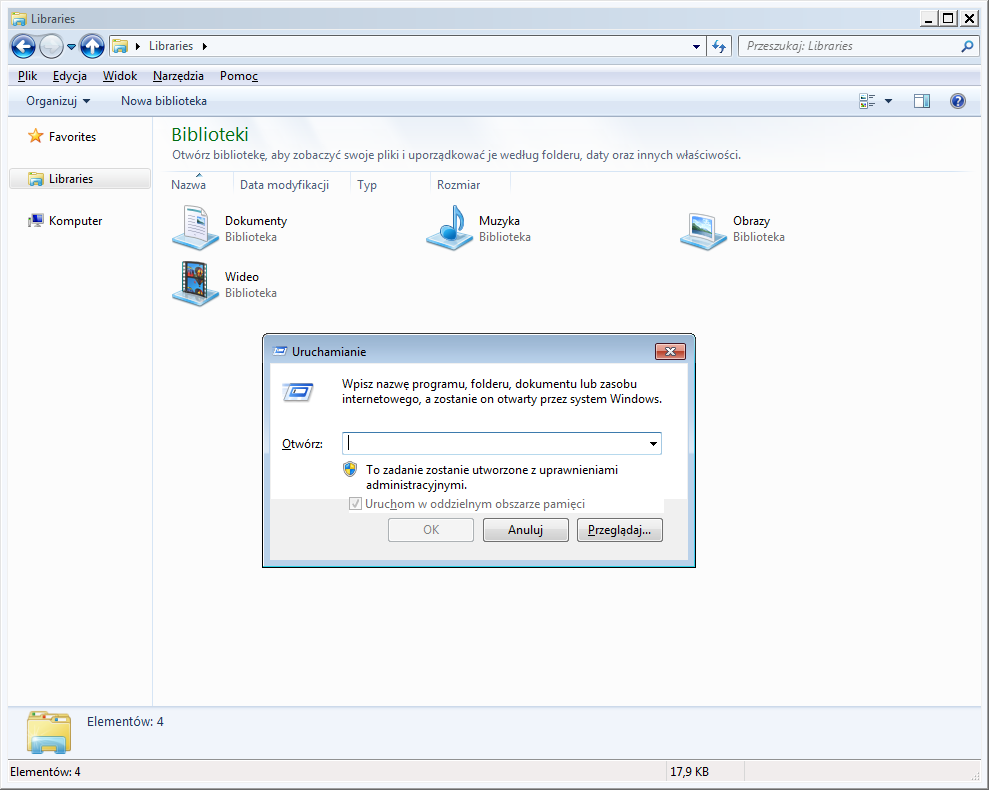 Libraries
Libraries
Przeszukaj: Libraries
Plik Edycja Widok Narzędzia Pomoc
Organizuj Nowa biblioteka
Favorites
Libraries
Komputer
Biblioteki
Otwórz bibliotekę, aby zobaczyć swoje pliki i uporządkować je według folderu, daty oraz innych właściwości.
Nazwa Data modyfikacji Typ Rozmiar
Dokumenty
Biblioteka
Muzyka
Biblioteka
Obrazy
Biblioteka
Wideo
Biblioteka
Uruchamianie
Wpisz nazwę programu, folderu, dokumentu lub zasobu
internetowego, a zostanie on otwarty przez system Windows.
Otwórz:
To zadanie zostanie utworzone z uprawnieniami
administracyjnymi.
Uruchom w oddzielnym obszarze pamięci
OK Anuluj Przeglądaj...
Elementów: 4
Elementów: 4 17,9 KB